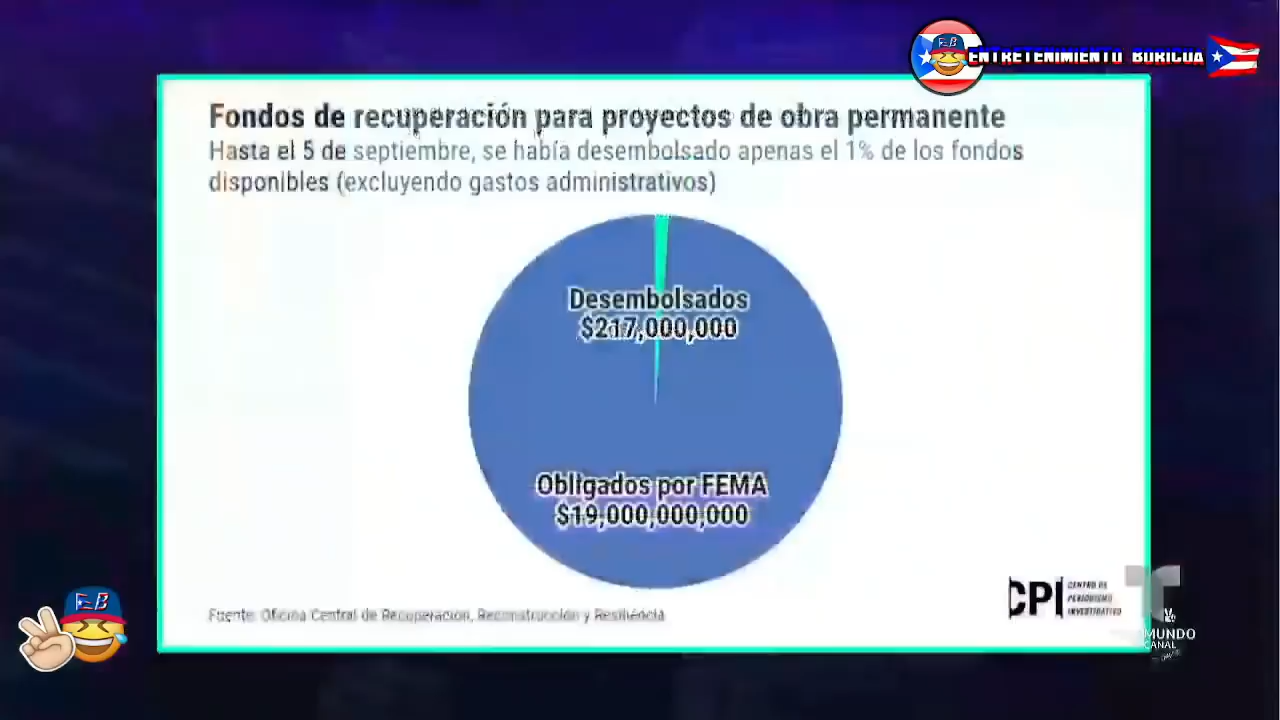 EB
ENTRETENIMIENTO BORICUA
Fondos de recuperación para proyectos de obra permanente
Hasta el 5 de septiembre, se había desembolsado apenas el 1% de los fondos
disponibles (excluyendo gastos administrativos)
Desembolsados
$217,000,000
Obligados por FEMA
$19,000,000,000
Fuente: Oficina Central de Recuperación, Reconstrucción y Resiliencia
CPI
CENTRO DE
PERIODISMO
INVESTIGATIVO
MUNDO
CANAL
EB